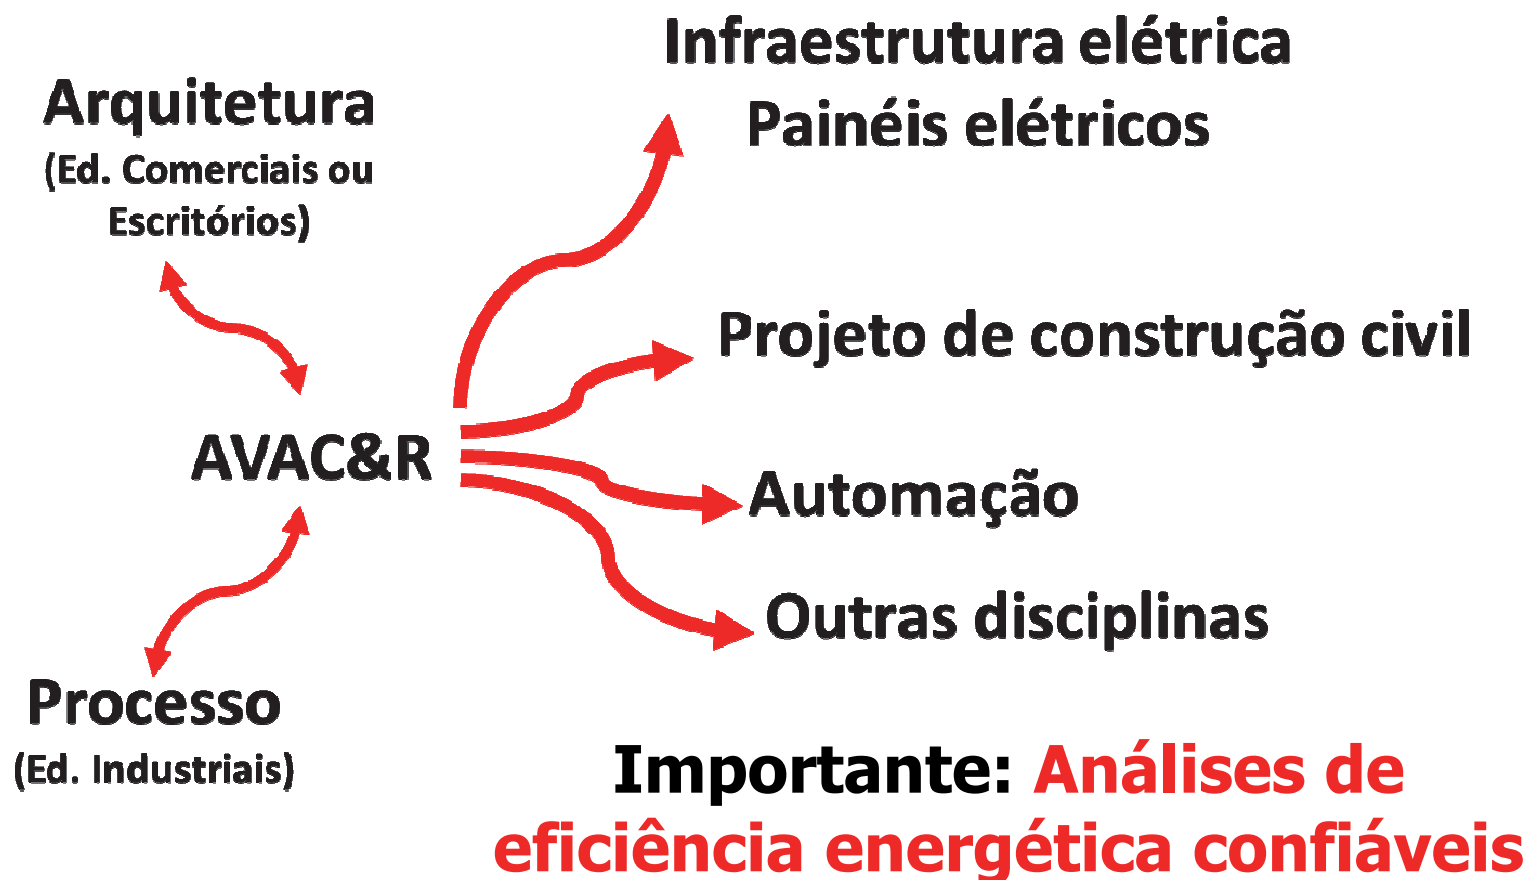 Infraestrutura elétrica
Painéis elétricos
Arquitetura
(Ed. Comerciais ou
Escritórios)
Projeto de construção civil
AVAC&R
Automação
Outras disciplinas
Processo
(Ed. Industriais)
Importante: Análises de
eficiência energética confiáveis